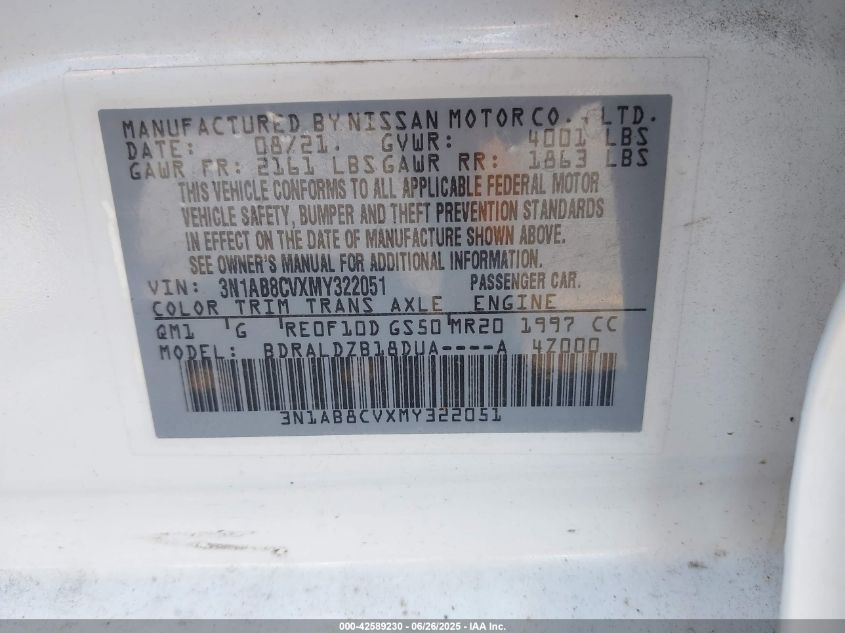 MANUFACTURED BY NISSAN MOTOR CO., LTD.
DATE: 08/21. GVWR: 4001 LBS
GAWR FR: 2161 LBS GAWR RR: 1863 LBS
THIS VEHICLE CONFORMS TO ALL APPLICABLE FEDERAL MOTOR
VEHICLE SAFETY, BUMPER AND THEFT PREVENTION STANDARDS
IN EFFECT ON THE DATE OF MANUFACTURE SHOWN ABOVE.
SEE OWNER'S MANUAL FOR ADDITIONAL INFORMATION.
VIN: 3N1AB8CVXMY322051 PASSENGER CAR.
COLOR TRIM TRANS AXLE ENGINE
QM1 G RE0F10D GS50 MR20 1997 CC
MODEL: BDRALDZB18DUA----A 4Z000
3N1AB8CVXMY322051
000-42589230 - 06/26/2025 - IAA Inc.